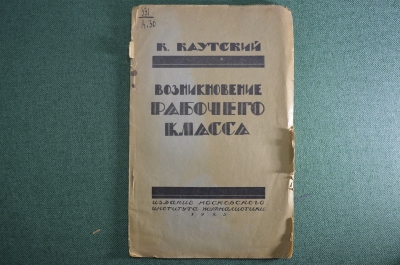 К. КАУТСКИЙ
ВОЗНИКНОВЕНИЕ
РАБОЧЕГО
КЛАССА
ИЗДАНИЕ МОСКОВСКОГО
ИНСТИТУТА ЖУРНАЛИСТИКИ